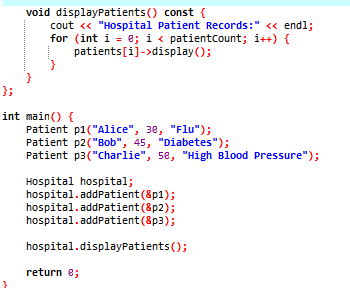 void displayPatients() const {
cout << "Hospital Patient Records:" << endl;
for (int i = 0; i < patientCount; i++) {
patients[i]->display();
}
}
};
int main() {
Patient p1("Alice", 30, "Flu");
Patient p2("Bob", 45, "Diabetes");
Patient p3("Charlie", 50, "High Blood Pressure");
Hospital hospital;
hospital.addPatient(&p1);
hospital.addPatient(&p2);
hospital.addPatient(&p3);
hospital.displayPatients();
return 0;
}